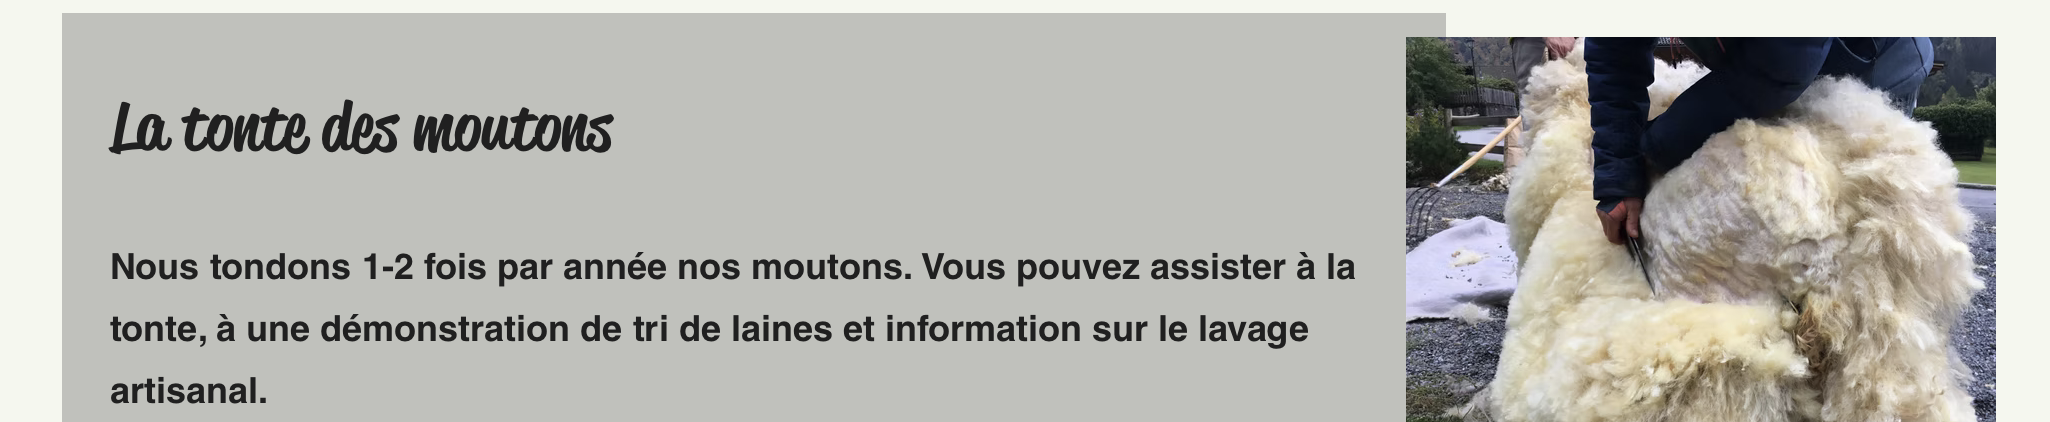 La tonte des moutons
Nous tondons 1-2 fois par année nos moutons. Vous pouvez assister à la
tonte, à une démonstration de tri de laines et information sur le lavage
artisanal.